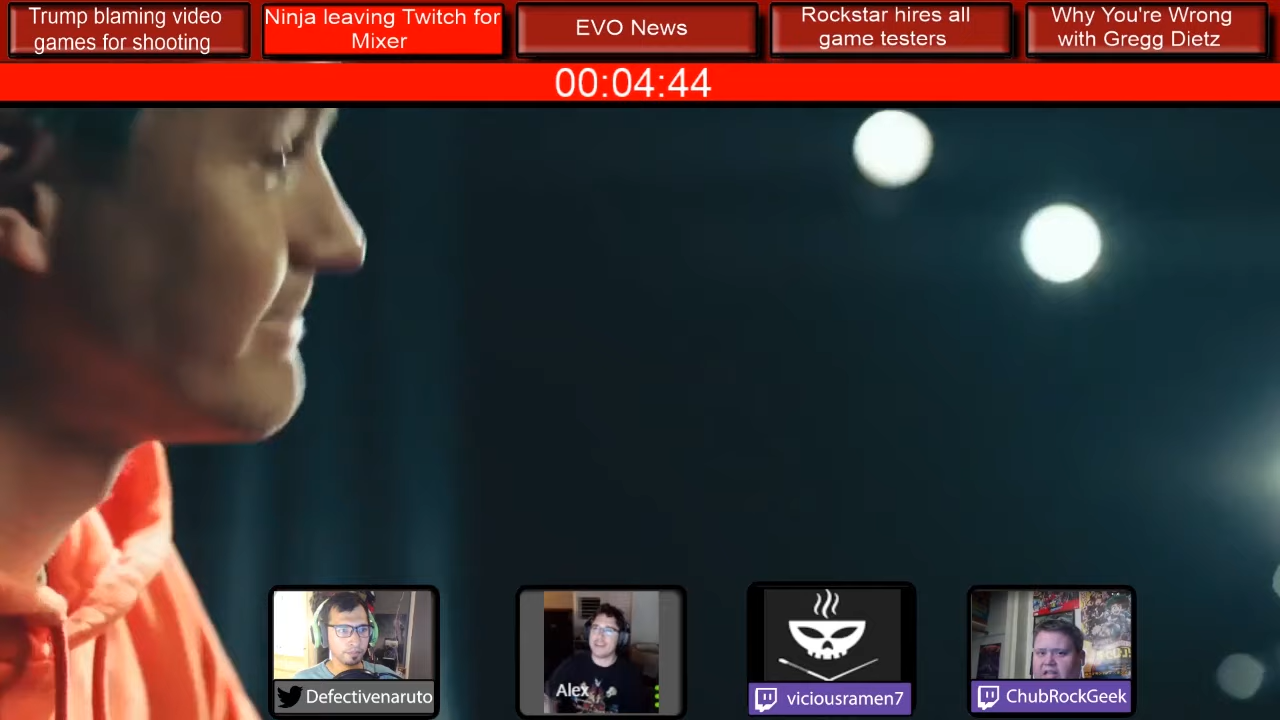 Trump blaming video
games for shooting
Ninja leaving Twitch for
Mixer
EVO News
Rockstar hires all
game testers
Why You're Wrong
with Gregg Dietz
00:04:44
Defectivenaruto
Alex
viciousramen7
ChubRockGeek